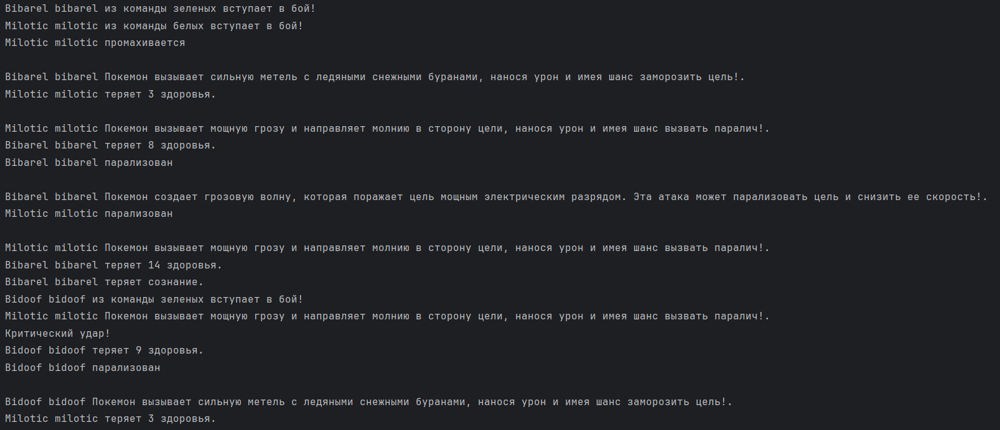 Bibarel bibarel из команды зеленых вступает в бой!
Milotic milotic из команды белых вступает в бой!
Milotic milotic промахивается
Bibarel bibarel Покемон вызывает сильную метель с ледяными снежными буранами, нанося урон и имея шанс заморозить цель!.
Milotic milotic теряет 3 здоровья.
Milotic milotic Покемон вызывает мощную грозу и направляет молнию в сторону цели, нанося урон и имея шанс вызвать паралич!.
Bibarel bibarel теряет 8 здоровья.
Bibarel bibarel парализован
Bibarel bibarel Покемон создает грозовую волну, которая поражает цель мощным электрическим разрядом. Эта атака может парализовать цель и снизить ее скорость!.
Milotic milotic парализован
Milotic milotic Покемон вызывает мощную грозу и направляет молнию в сторону цели, нанося урон и имея шанс вызвать паралич!.
Bibarel bibarel теряет 14 здоровья.
Bibarel bibarel теряет сознание.
Bidoof bidoof из команды зеленых вступает в бой!
Milotic milotic Покемон вызывает мощную грозу и направляет молнию в сторону цели, нанося урон и имея шанс вызвать паралич!.
Критический удар!
Bidoof bidoof теряет 9 здоровья.
Bidoof bidoof парализован
Bidoof bidoof Покемон вызывает сильную метель с ледяными снежными буранами, нанося урон и имея шанс заморозить цель!.
Milotic milotic теряет 3 здоровья.